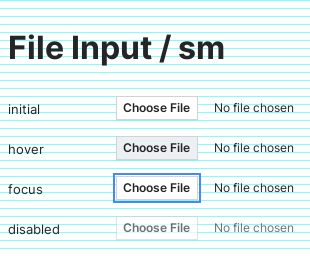 File Input / sm
initial Choose File No file chosen
hover Choose File No file chosen
focus Choose File No file chosen
disabled Choose File No file chosen